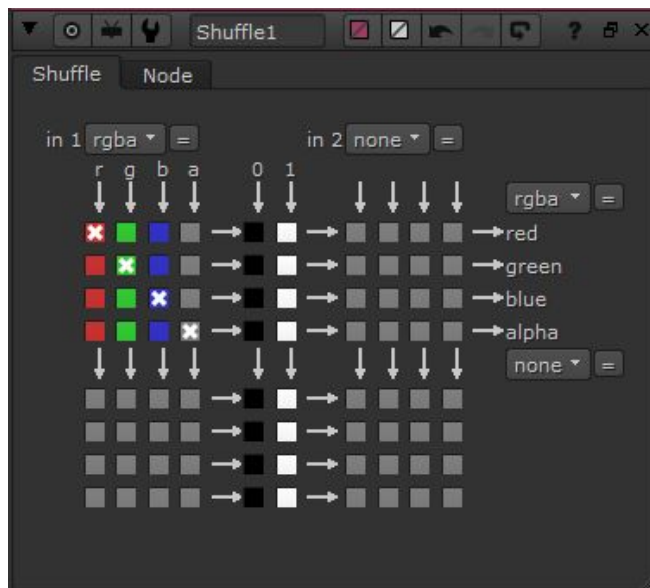 Shuffle1 ?
Shuffle Node
in 1 rgba = in 2 none =
r g b a 0 1
rgba =
red
green
blue
alpha
none =